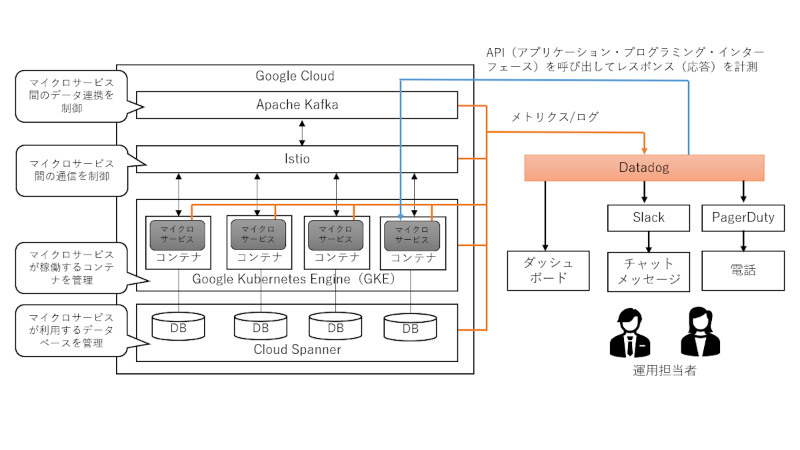 API（アプリケーション・プログラミング・インター
フェース）を呼び出してレスポンス（応答）を計測
Google Cloud
マイクロサービス
間のデータ連携を
制御
Apache Kafka
メトリクス/ログ
マイクロサービス
間の通信を制御
Istio
Datadog
マイクロ
サービス
コンテナ
マイクロ
サービス
コンテナ
マイクロ
サービス
コンテナ
マイクロ
サービス
コンテナ
Google Kubernetes Engine（GKE）
マイクロサービス
が稼働するコンテ
ナを管理
Slack
PagerDuty
ダッシュ
ボード
チャット
メッセージ
電話
マイクロサービス
が利用するデータ
ベースを管理
DB
DB
DB
DB
Cloud Spanner
運用担当者